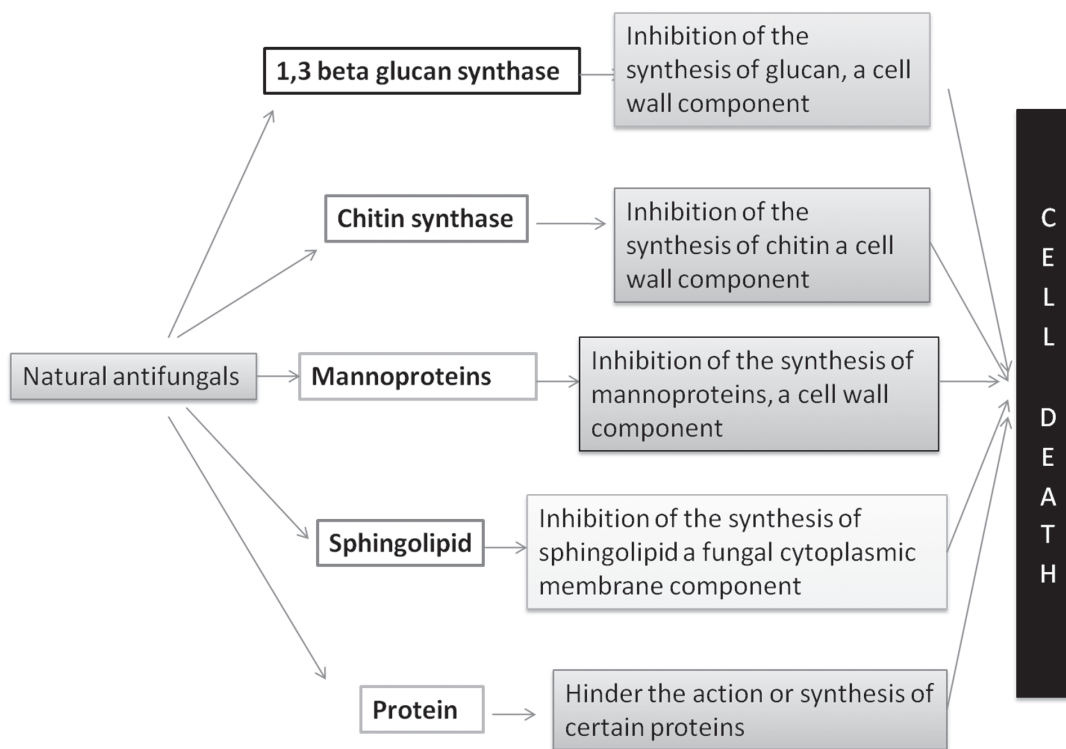 1,3 beta glucan synthase
Inhibition of the
synthesis of glucan, a cell
wall component
Chitin synthase
Inhibition of the
synthesis of chitin a cell
wall component
Natural antifungals
Mannoproteins
Inhibition of the synthesis of
mannoproteins, a cell wall
component
Sphingolipid
Inhibition of the synthesis of
sphingolipid a fungal cytoplasmic
membrane component
Protein
Hinder the action or synthesis of
certain proteins
CELL DEATH